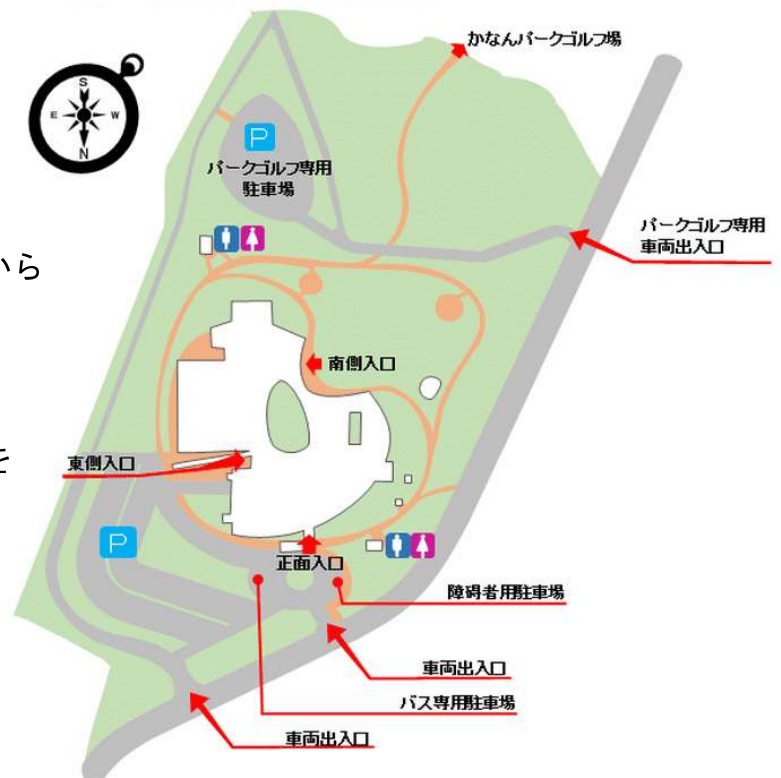 かなんパークゴルフ場
S
E W
N
P
パークゴルフ専用
駐車場
パークゴルフ専用
車両出入口
から
南側入口
を
東側入口
P
正面入口
障碍者用駐車場
車両出入口
バス専用駐車場
車両出入口